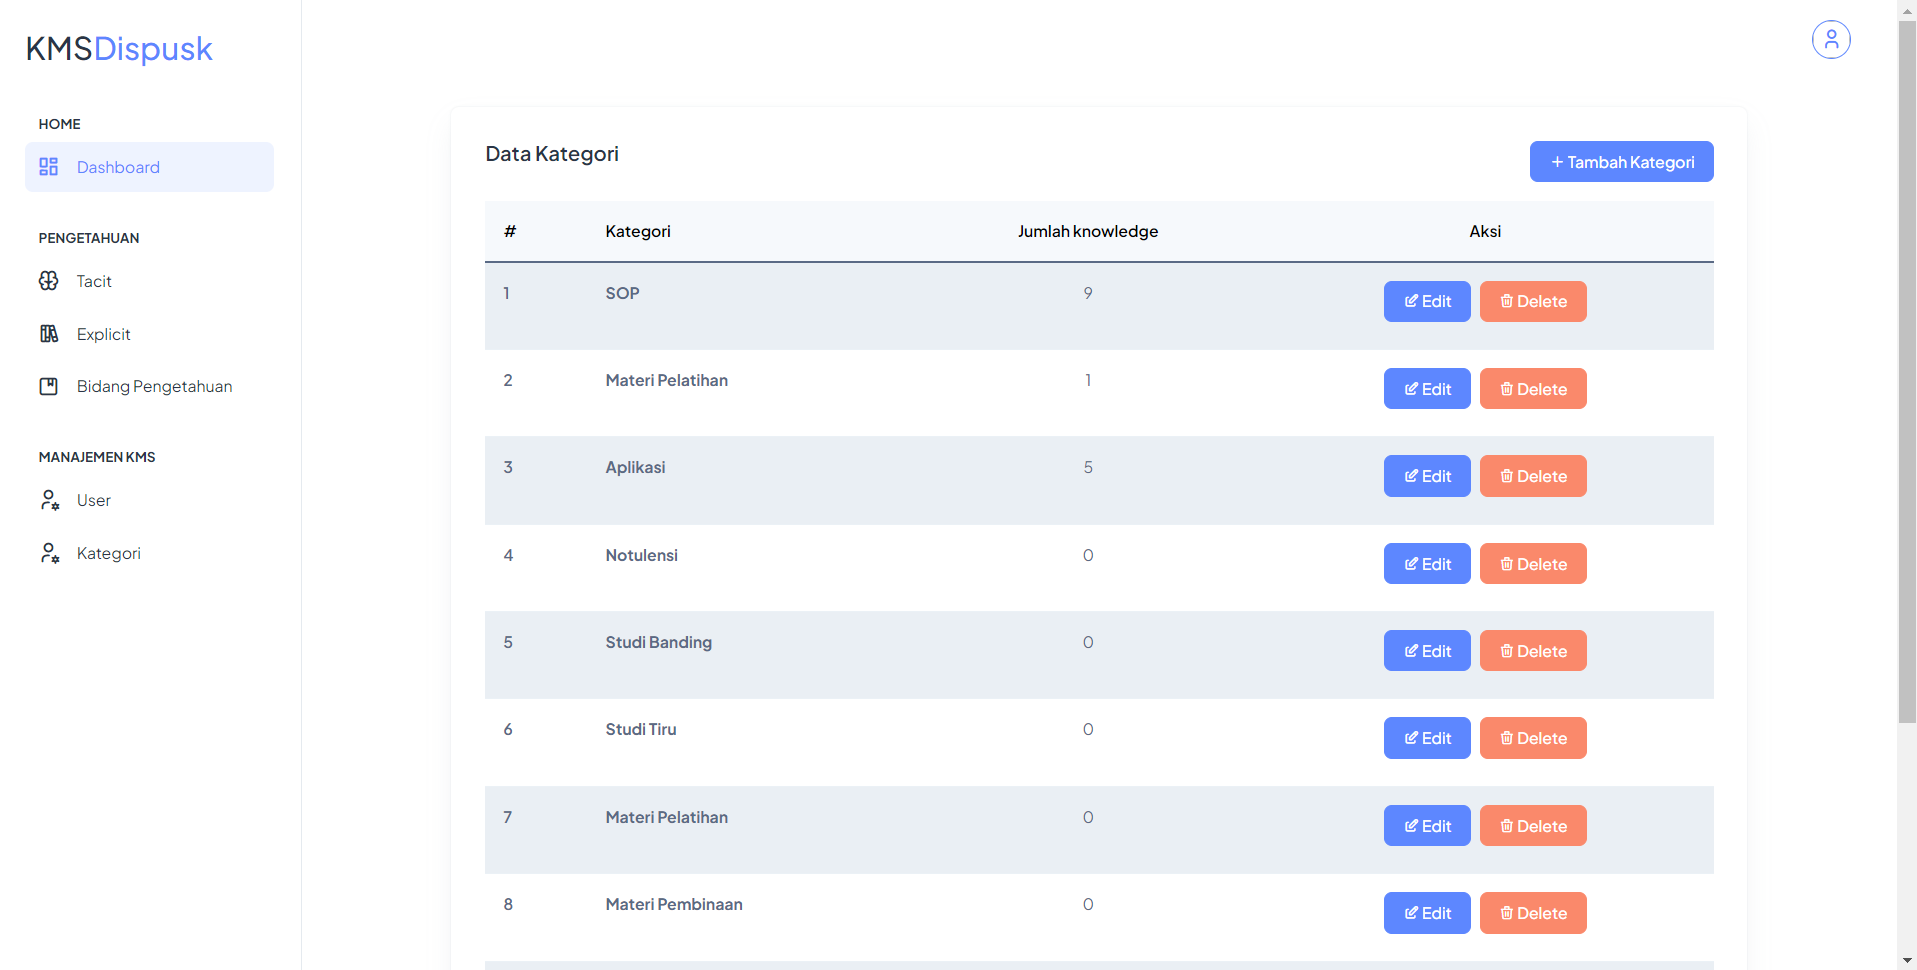 KMSDispusk
HOME
Dashboard
PENGETAHUAN
Tacit
Explicit
Bidang Pengetahuan
MANAJEMEN KMS
User
Kategori
Data Kategori
+ Tambah Kategori
# Kategori Jumlah knowledge Aksi
1 SOP 9 Edit Delete
2 Materi Pelatihan 1 Edit Delete
3 Aplikasi 5 Edit Delete
4 Notulensi 0 Edit Delete
5 Studi Banding 0 Edit Delete
6 Studi Tiru 0 Edit Delete
7 Materi Pelatihan 0 Edit Delete
8 Materi Pembinaan 0 Edit Delete